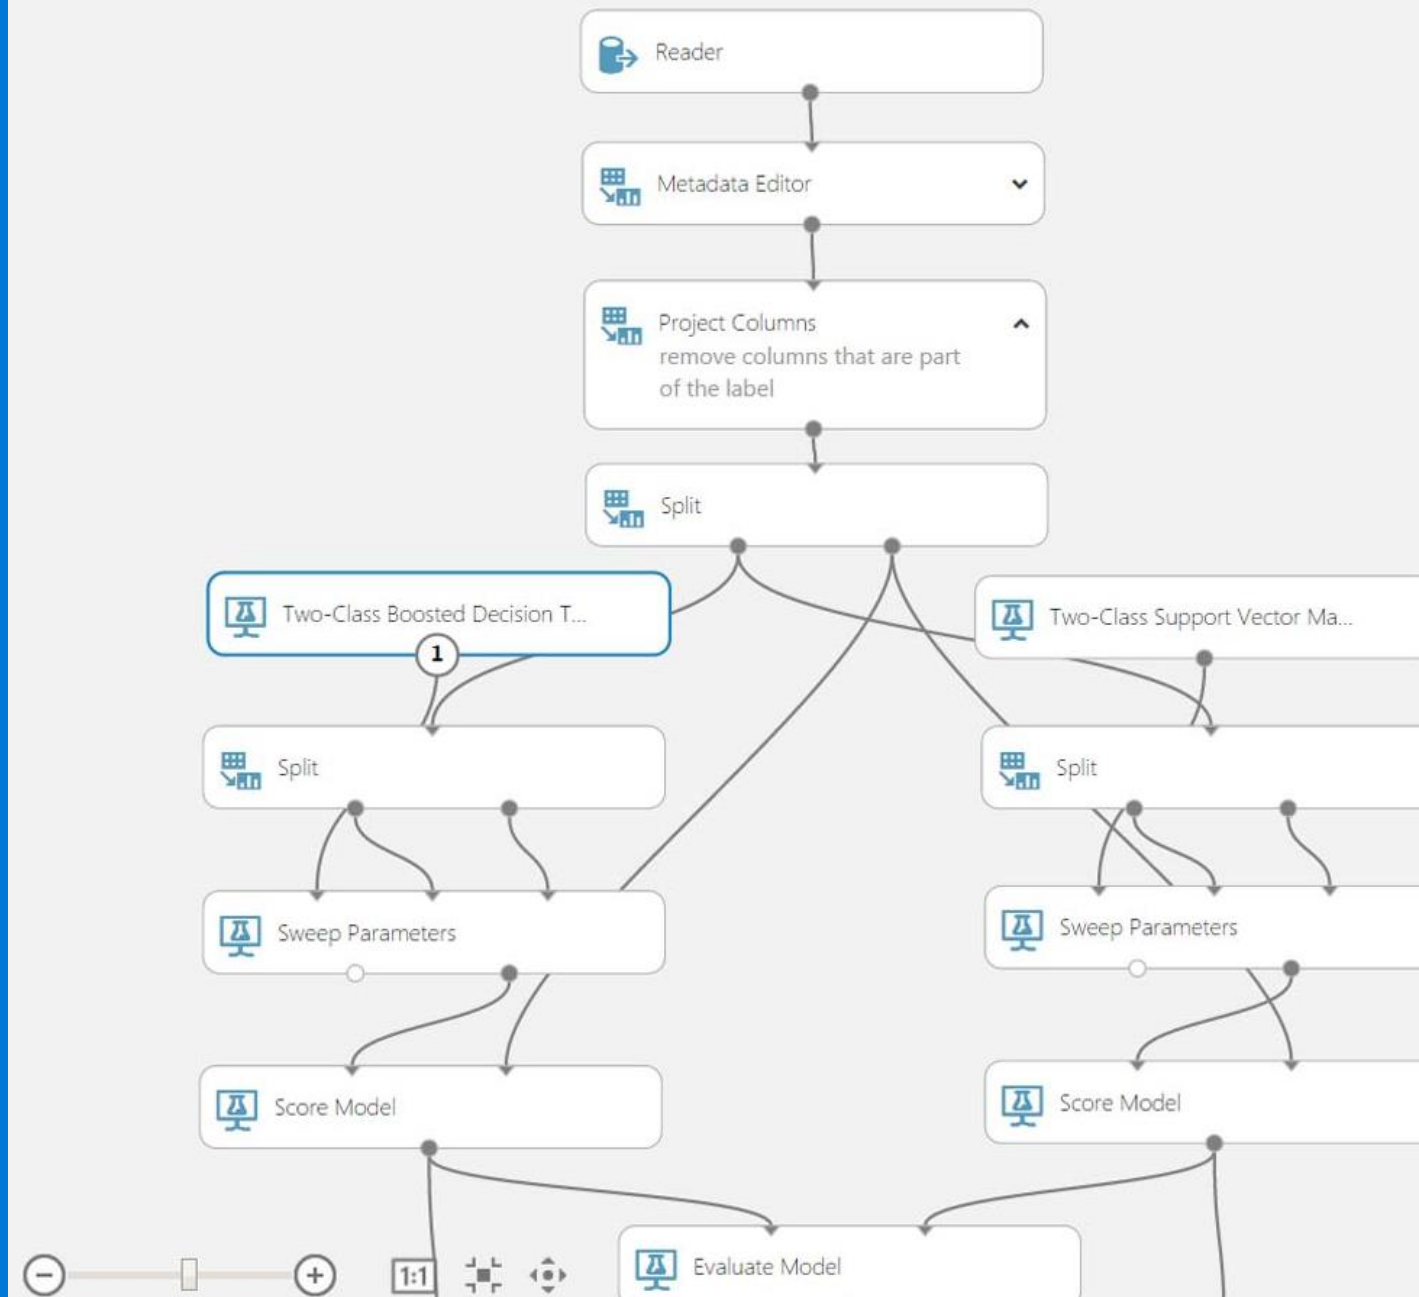 Reader
Metadata Editor
Project Columns
remove columns that are part
of the label
Split
Two-Class Boosted Decision T...
Two-Class Support Vector Ma...
1
Split
Split
Sweep Parameters
Sweep Parameters
Score Model
Score Model
Evaluate Model
1:1